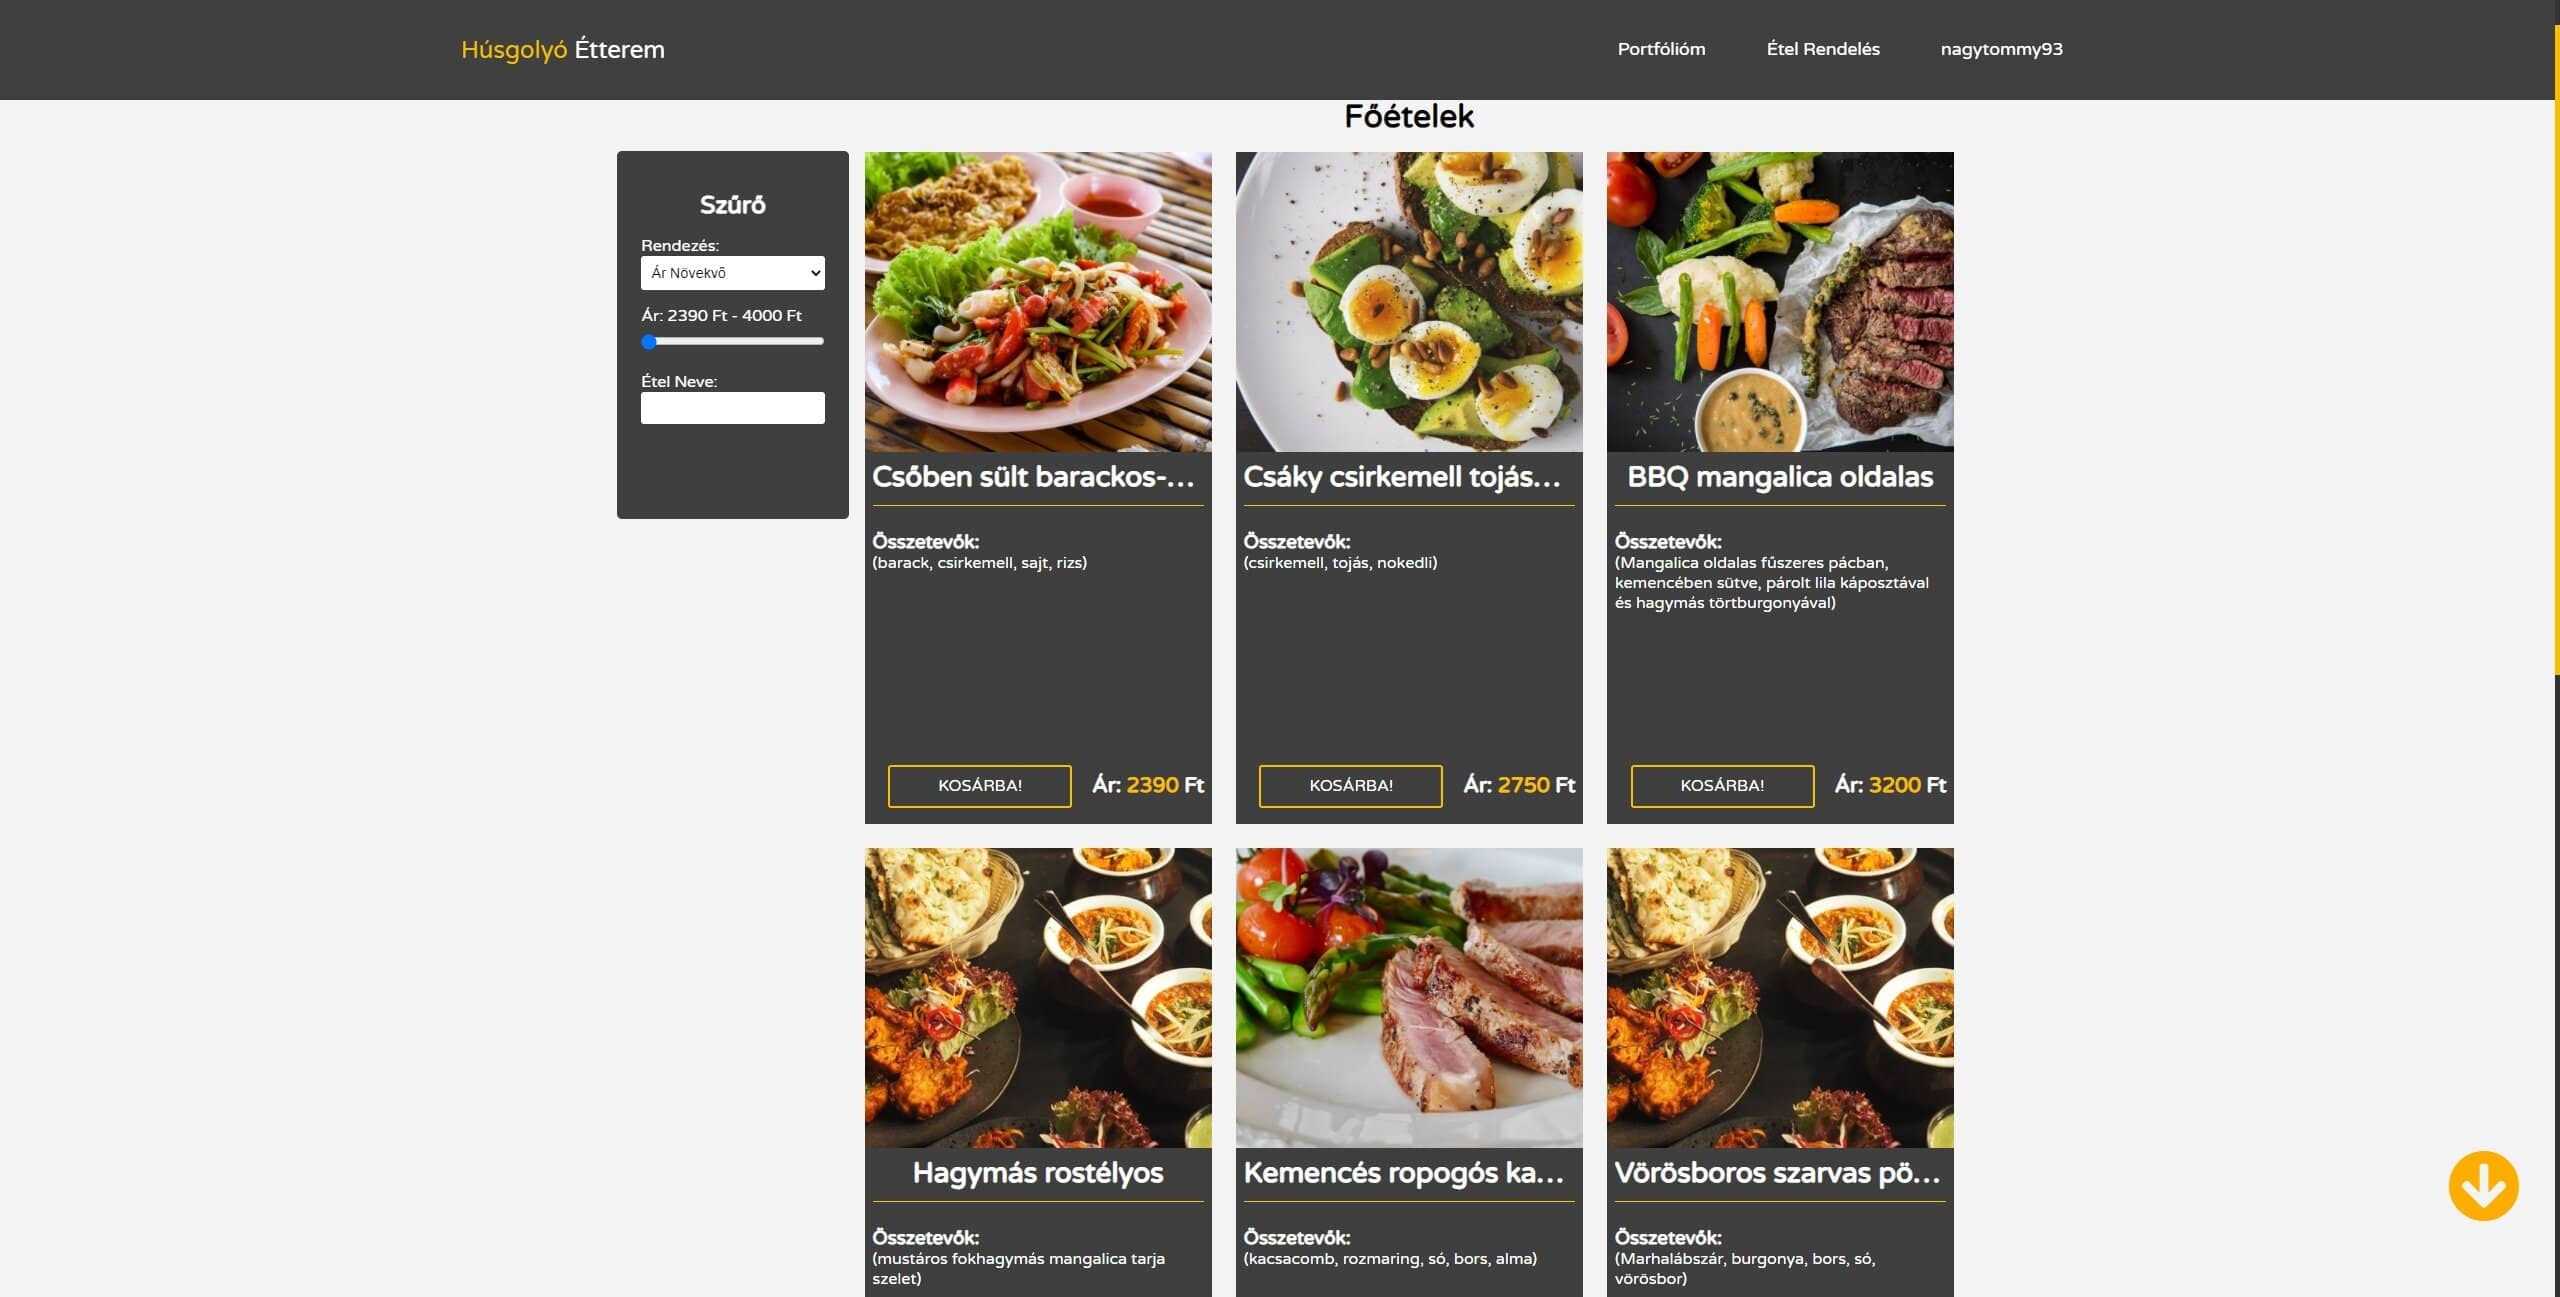 Húsgolyó Étterem
Portfólióm
Étel Rendelés
nagytommy93
Főételek
Szűrő
Rendezés:
Ár Növekvő
Ár: 2390 Ft - 4000 Ft
Étel Neve:
Csőben sült barackos-...
Összetevők:
(barack, csirkemell, sajt, rizs)
KOSÁRBA!
Ár: 2390 Ft
Csáky csirkemell tojás...
Összetevők:
(csirkemell, tojás, nokedli)
KOSÁRBA!
Ár: 2750 Ft
BBQ mangalica oldalas
Összetevők:
(Mangalica oldalas fűszeres pácban,
kemencében sütve, párolt lila káposztával
és hagymás törtburgonyával)
KOSÁRBA!
Ár: 3200 Ft
Hagymás rostélyos
Összetevők:
(mustáros fokhagymás mangalica tarja
szelet)
Kemencés ropogós ka...
Összetevők:
(kacsacomb, rozmaring, só, bors, alma)
Vörösboros szarvas pö...
Összetevők:
(Marhalábszár, burgonya, bors, só,
vörösbor)